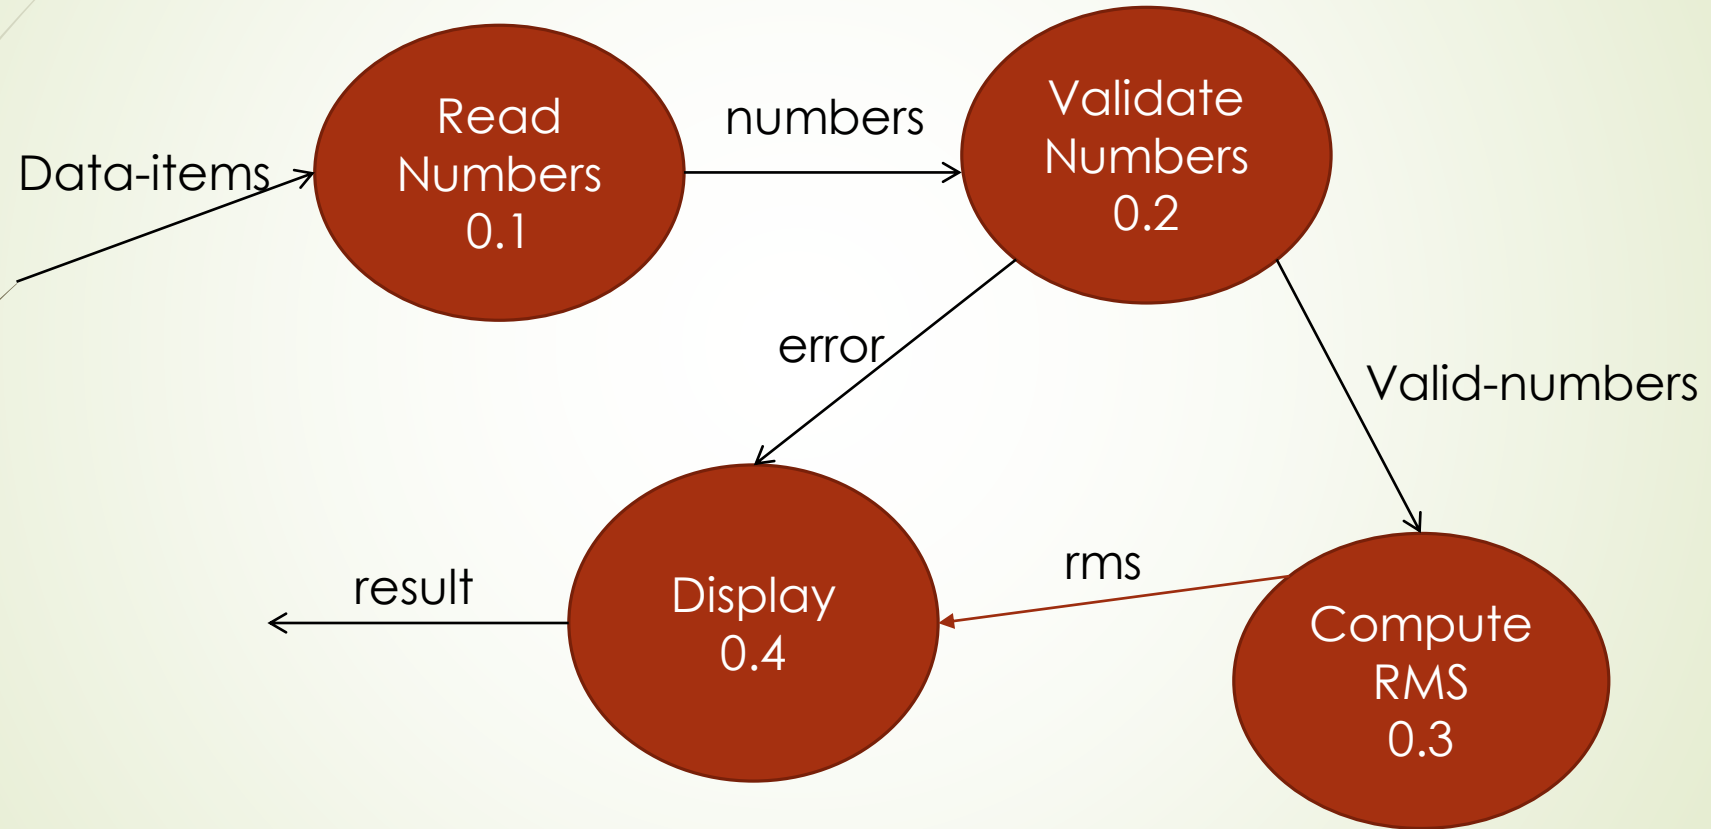 Data-items
Read
Numbers
0.1
numbers
Validate
Numbers
0.2
error
Valid-numbers
result
Display
0.4
rms
Compute
RMS
0.3